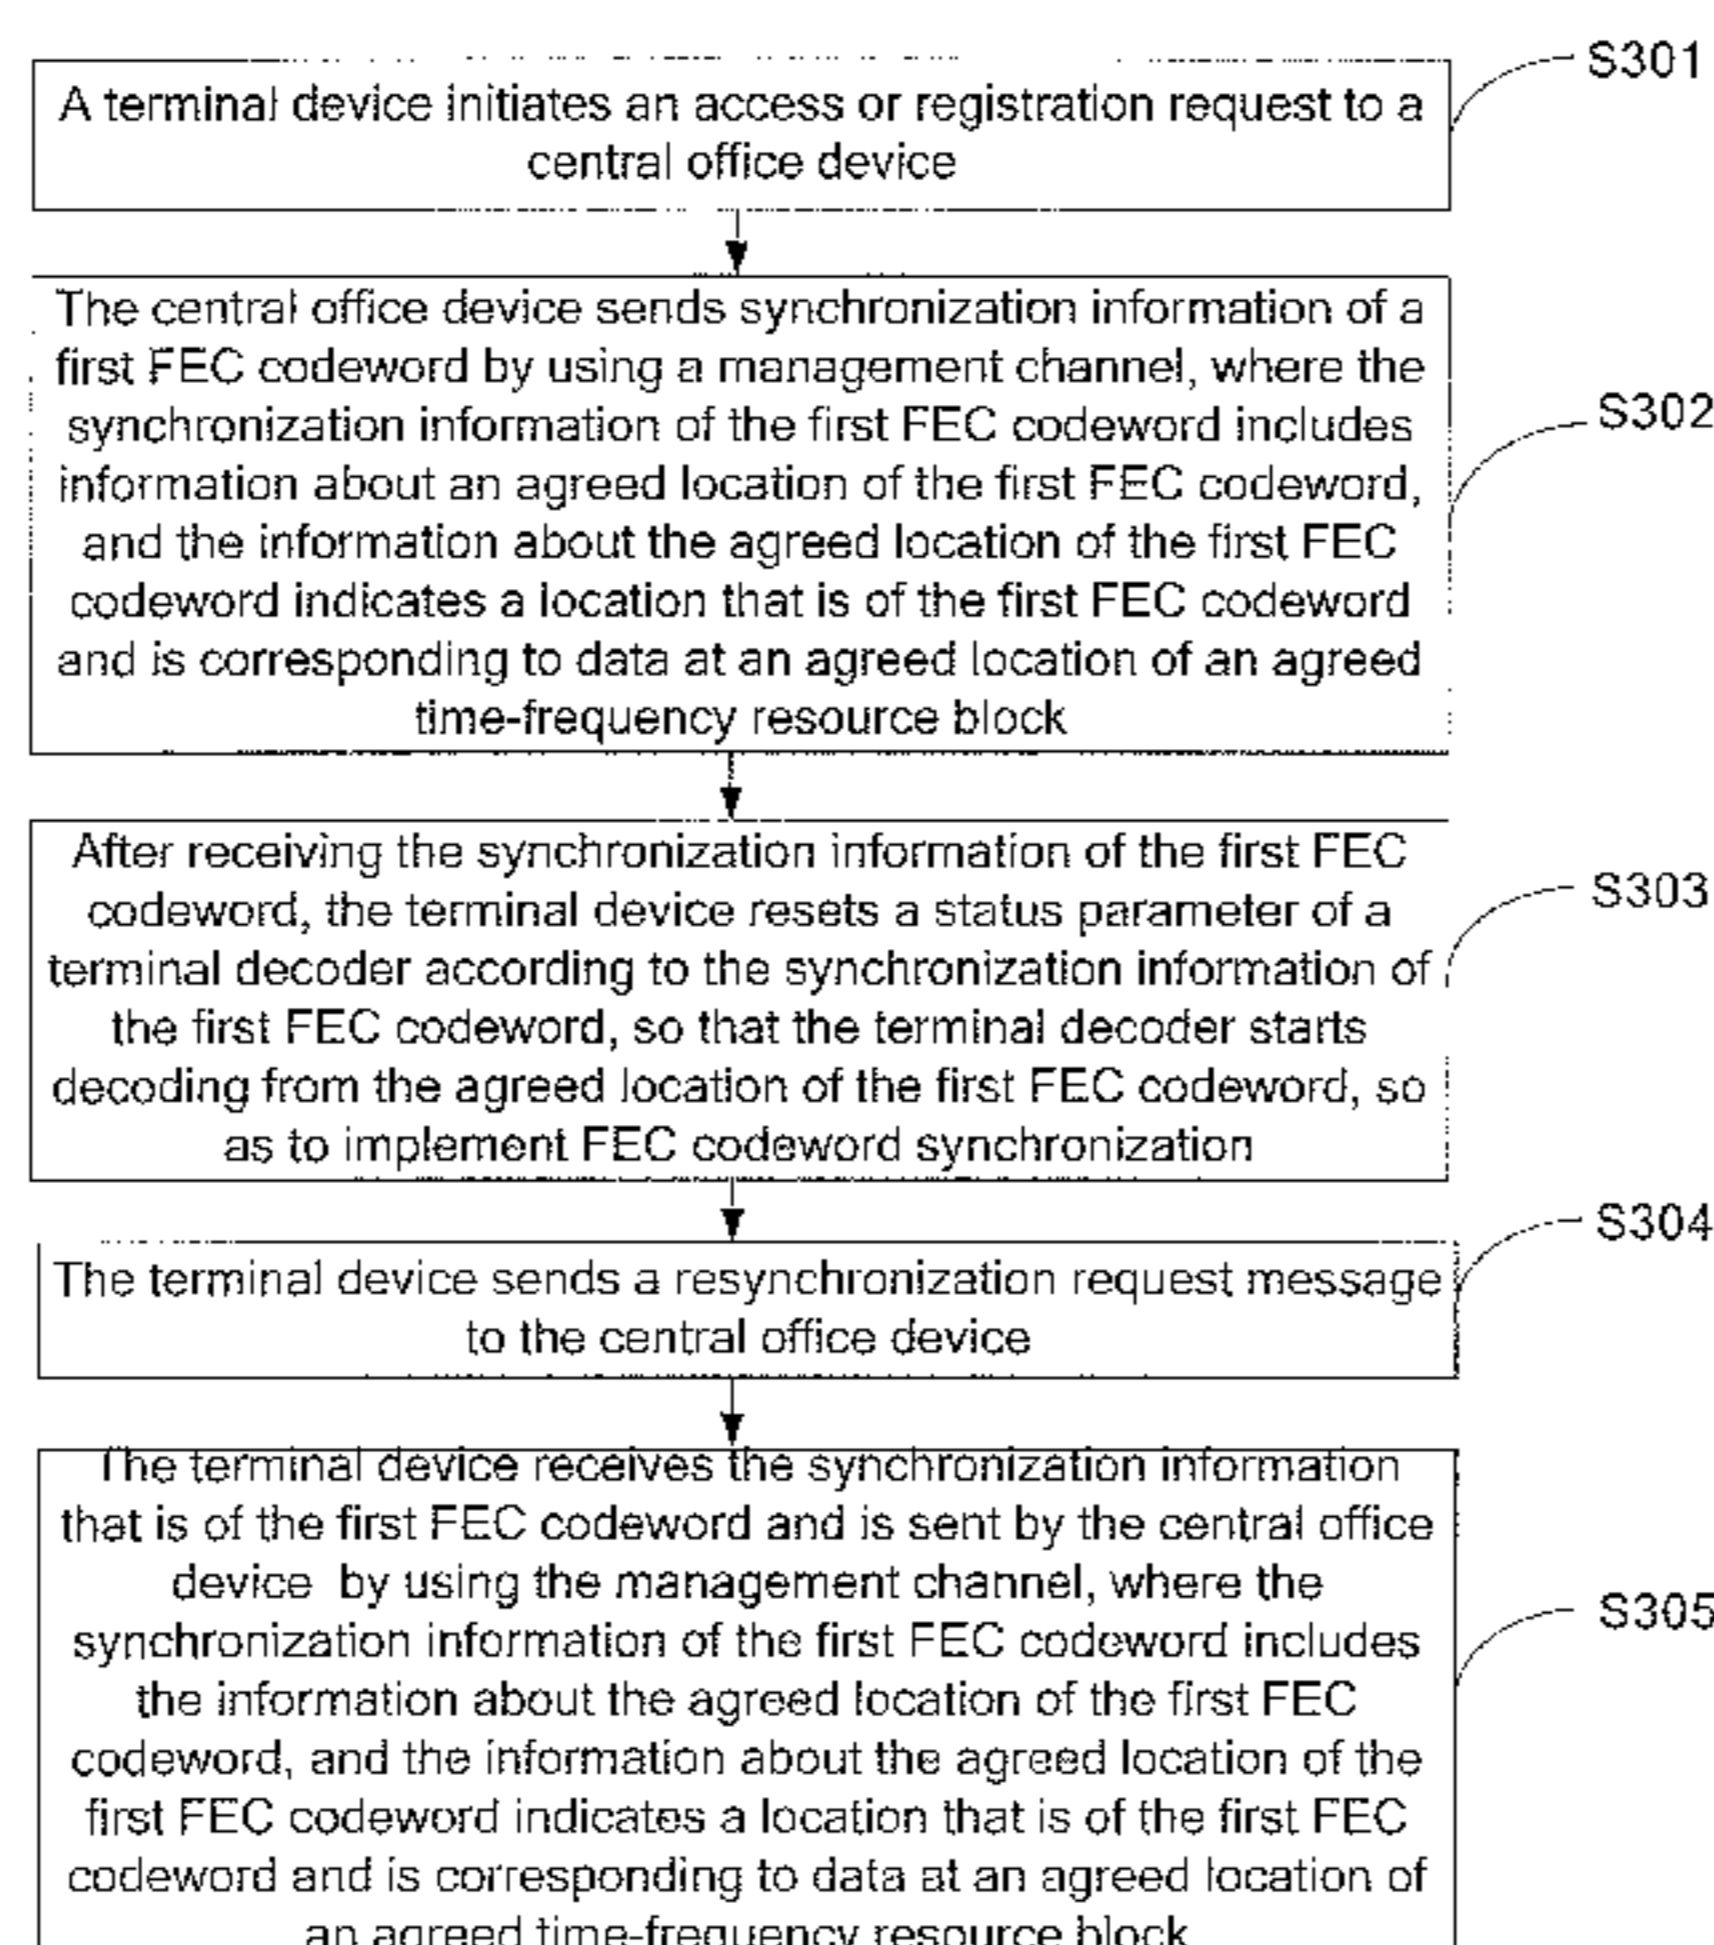 S301
A terminal device initiates an access or registration request to a
central office device
The central office device sends synchronization information of a
first FEC codeword by using a management channel, where the
synchronization information of the first FEC codeword includes
information about an agreed location of the first FEC codeword,
and the information about the agreed location of the first FEC
codeword indicates a location that is of the first FEC codeword
and is corresponding to data at an agreed location of an agreed
time-frequency resource block
S302
After receiving the synchronization information of the first FEC
codeword, the terminal device resets a status parameter of a
terminal decoder according to the synchronization information of
the first FEC codeword, so that the terminal decoder starts
decoding from the agreed location of the first FEC codeword, so
as to implement FEC codeword synchronization
S303
The terminal device sends a resynchronization request message
to the central office device
S304
The terminal device receives the synchronization information
that is of the first FEC codeword and is sent by the central office
device by using the management channel, where the
synchronization information of the first FEC codeword includes
the information about the agreed location of the first FEC
codeword, and the information about the agreed location of the
first FEC codeword indicates a location that is of the first FEC
codeword and is corresponding to data at an agreed location of
an agreed time-frequency resource block
S305